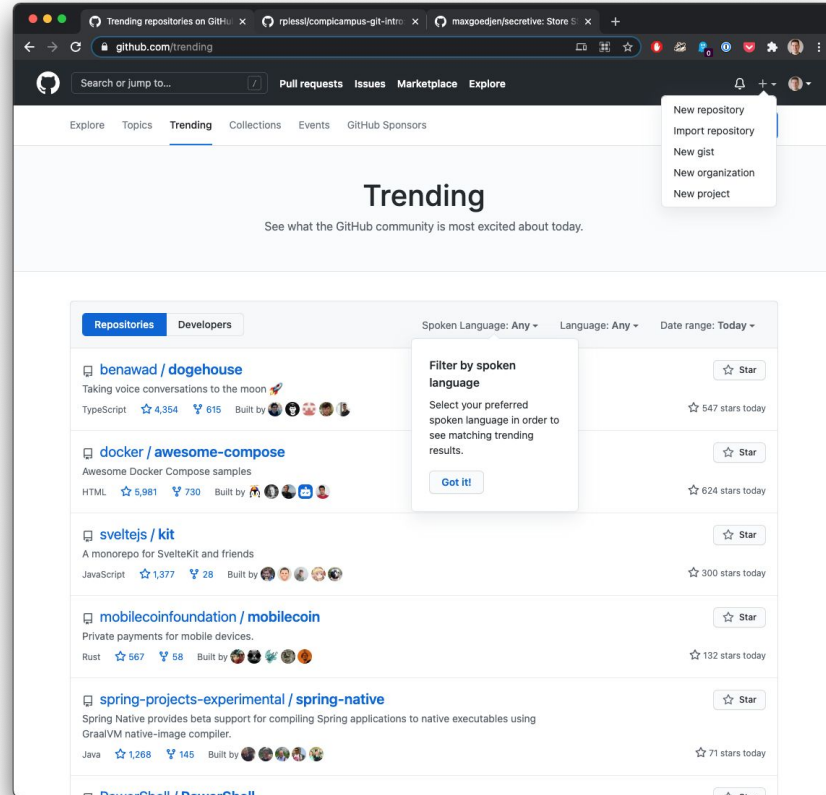 Trending repositories on GitHu
rplessl/compicampus-git-intro
maxgoedjen/secretive: Store S
github.com/trending
Search or jump to... /
Pull requests Issues Marketplace Explore
Explore Topics Trending Collections Events GitHub Sponsors
New repository
Import repository
New gist
New organization
New project
Trending
See what the GitHub community is most excited about today.
Repositories Developers
Spoken Language: Any Language: Any Date range: Today
Filter by spoken
language
Select your preferred
spoken language in order to
see matching trending
results.
Got it!
benawad / dogehouse
Star
Taking voice conversations to the moon 🚀
TypeScript 4,354 615 Built by
547 stars today
docker / awesome-compose
Star
Awesome Docker Compose samples
HTML 5,981 730 Built by
624 stars today
sveltejs / kit
Star
A monorepo for SvelteKit and friends
JavaScript 1,377 28 Built by
300 stars today
mobilecoinfoundation / mobilecoin
Star
Private payments for mobile devices.
Rust 567 58 Built by
132 stars today
spring-projects-experimental / spring-native
Star
Spring Native provides beta support for compiling Spring applications to native executables using
GraalVM native-image compiler.
Java 1,268 145 Built by
71 stars today
PowerShell / PowerShell
Star